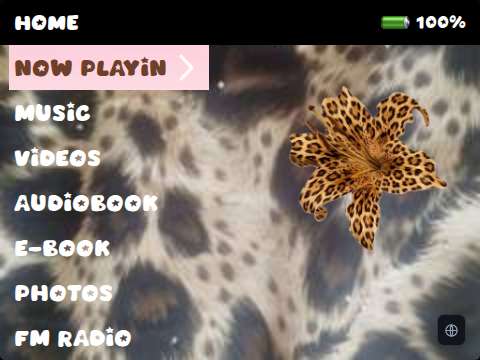 HOME
100%
NOW PLAYIN
MUSIC
VIDEOS
AUDIOBOOK
E-BOOK
PHOTOS
FM RADIO